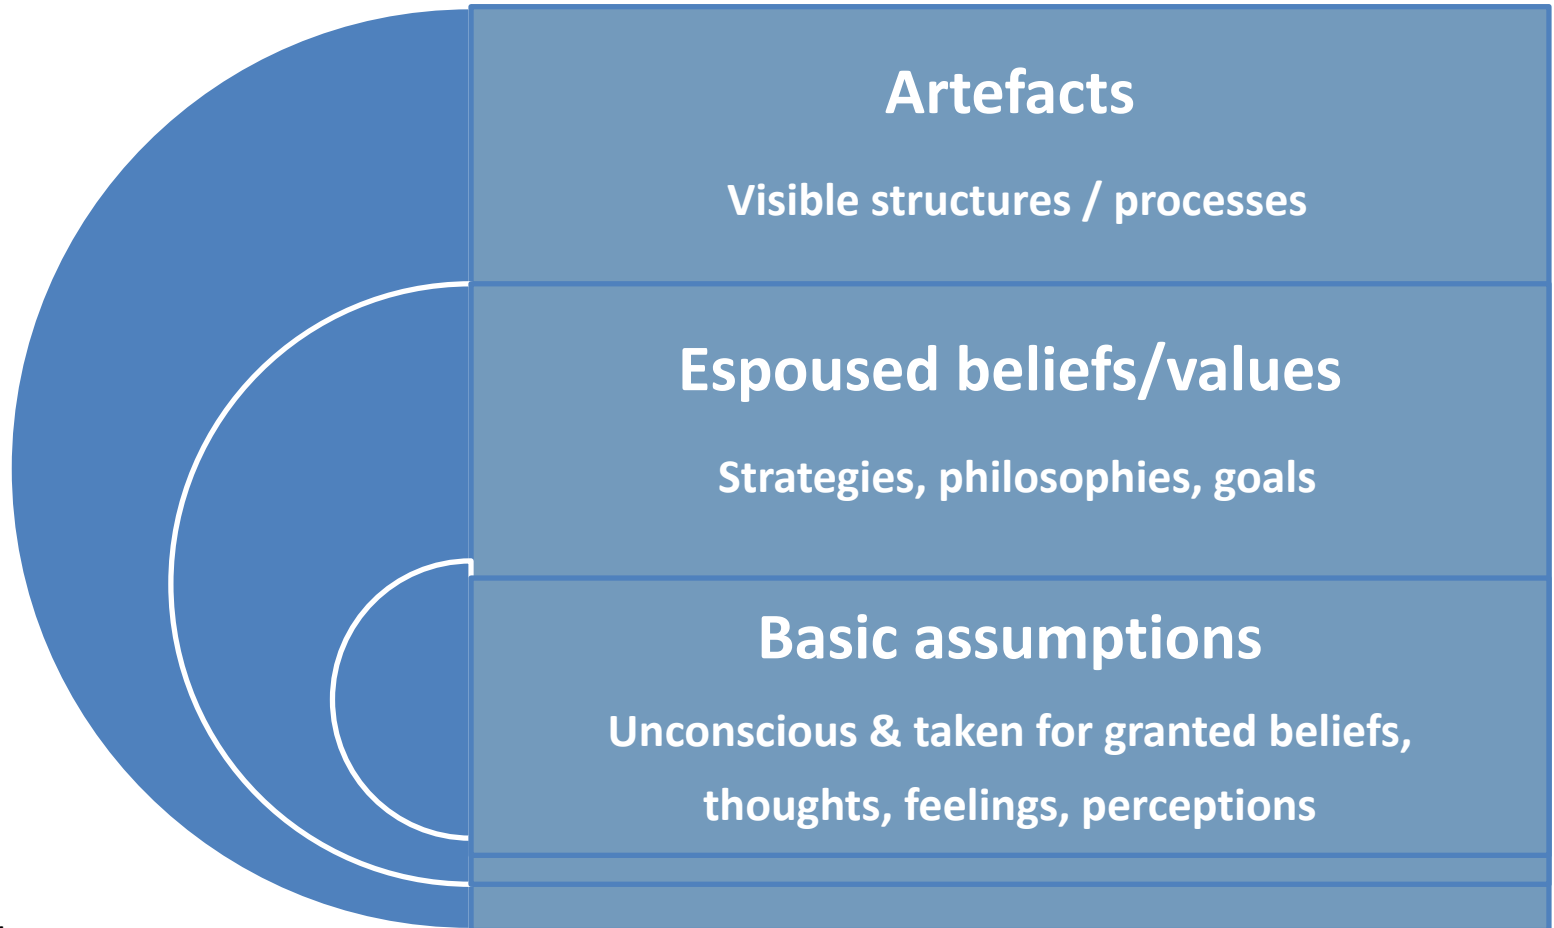 Artefacts
Visible structures / processes
Espoused beliefs/values
Strategies, philosophies, goals
Basic assumptions
Unconscious & taken for granted beliefs,
thoughts, feelings, perceptions